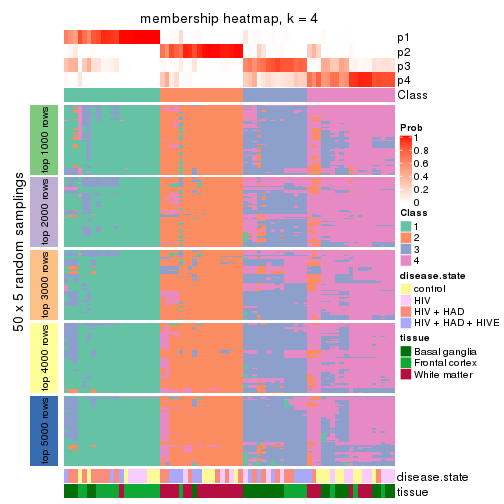 membership heatmap, k = 4
p1
p2
p3
p4
Class
50 x 5 random samplings
top 1000 rows
top 2000 rows
top 3000 rows
top 4000 rows
top 5000 rows
disease.state
tissue
Prob
1
0.8
0.6
0.4
0.2
0
Class
1
2
3
4
disease.state
control
HIV
HIV + HAD
HIV + HAD + HIVE
tissue
Basal ganglia
Frontal cortex
White matter